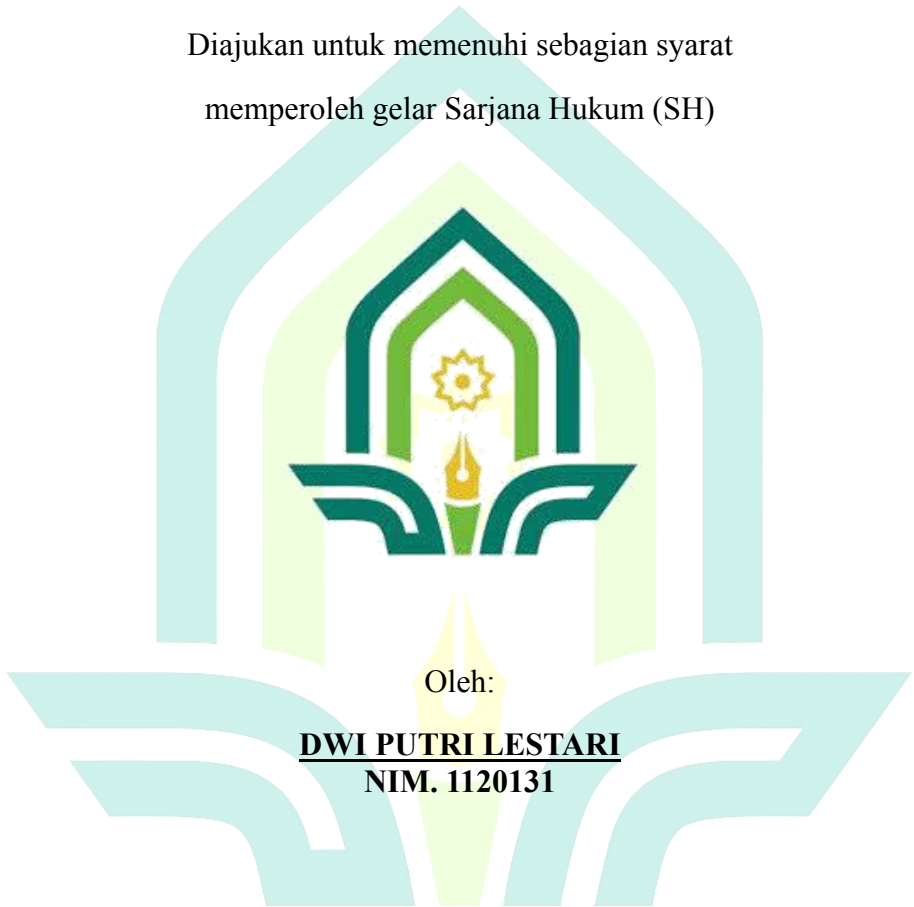 Diajukan untuk memenuhi sebagian syarat
memperoleh gelar Sarjana Hukum (SH)
Oleh:
DWI PUTRI LESTARI
NIM. 1120131